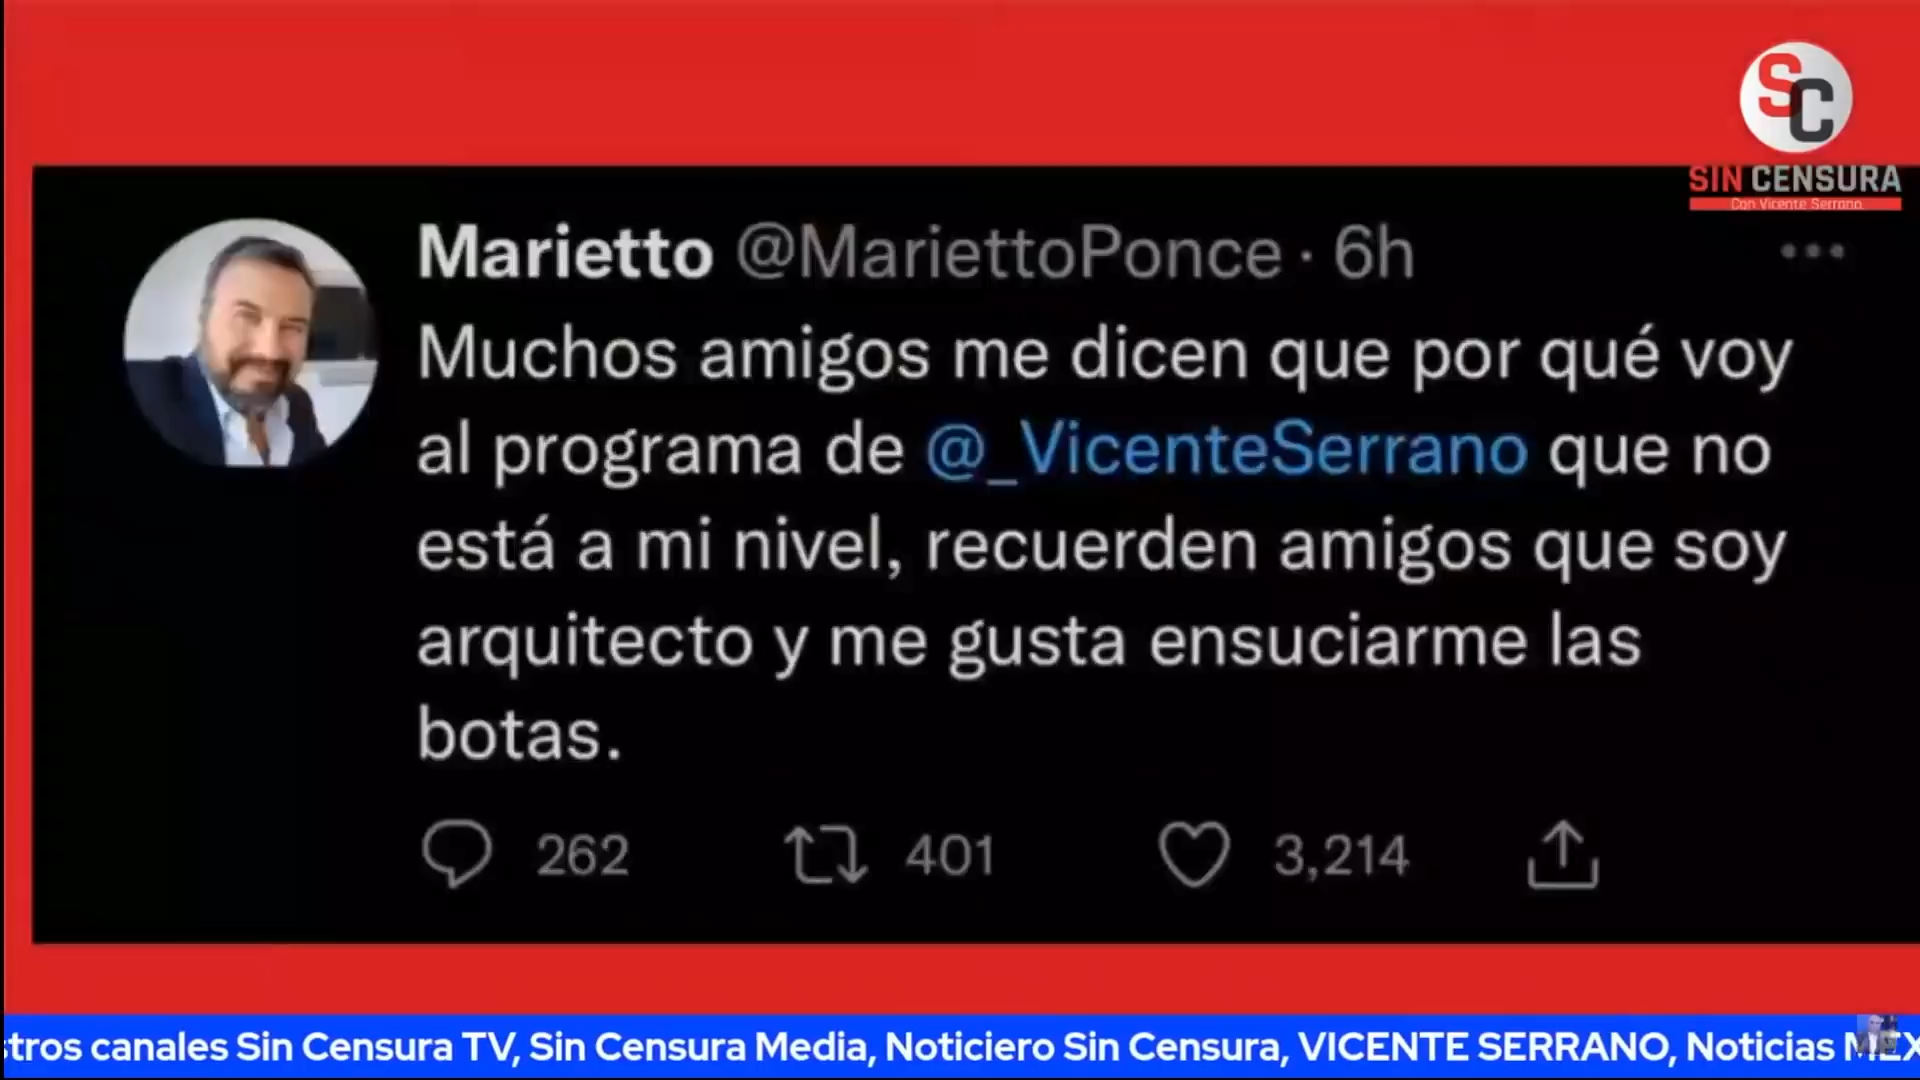 SC
SIN CENSURA
Con Vicente Serrano
Marietto @MariettoPonce · 6h
Muchos amigos me dicen que por qué voy
al programa de @_VicenteSerrano que no
está a mi nivel, recuerden amigos que soy
arquitecto y me gusta ensuciarme las
botas.
262 401 3,214
stros canales Sin Censura TV, Sin Censura Media, Noticiero Sin Censura, VICENTE SERRANO, Noticias MEX